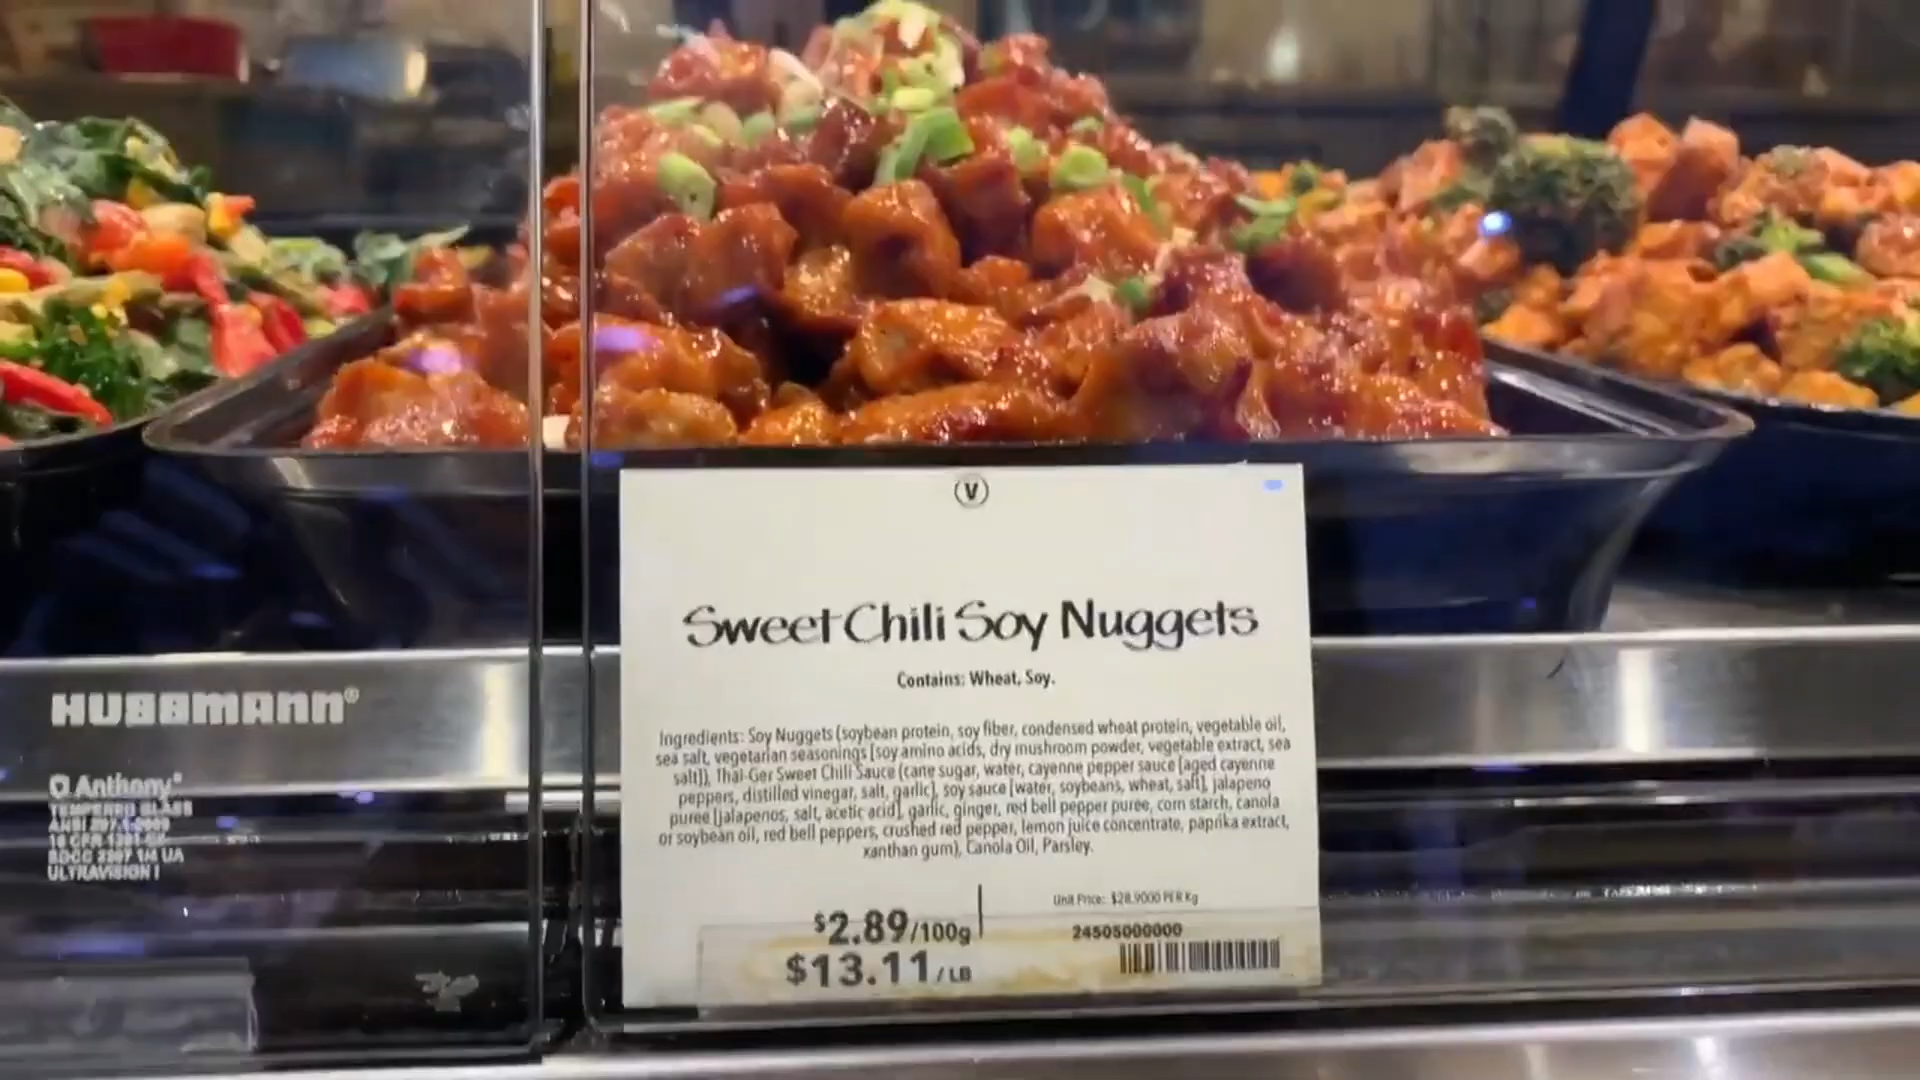 V
Sweet Chili Soy Nuggets
Contains: Wheat, Soy.
Ingredients: Soy Nuggets (soybean protein, soy fiber, condensed wheat protein, vegetable oil,
sea salt, vegetarian seasonings [soy amino acids, dry mushroom powder, vegetable extract, sea
salt]), Thai-Ger Sweet Chili Sauce (cane sugar, water, cayenne pepper sauce [aged cayenne
peppers, distilled vinegar, salt, garlic], soy sauce [water, soybeans, wheat, salt], jalapeno
puree [jalapenos, salt, acetic acid], garlic, ginger, red bell pepper puree, corn starch, canola
or soybean oil, red bell peppers, crushed red pepper, lemon juice concentrate, paprika extract,
xanthan gum), Canola Oil, Parsley.
$2.89/100g
$13.11/LB
Unit Price: $28.9000 PER Kg
24505000000
HUSSMANN®
Anthony®
TEMPERED GLASS
ULTRAVISION I